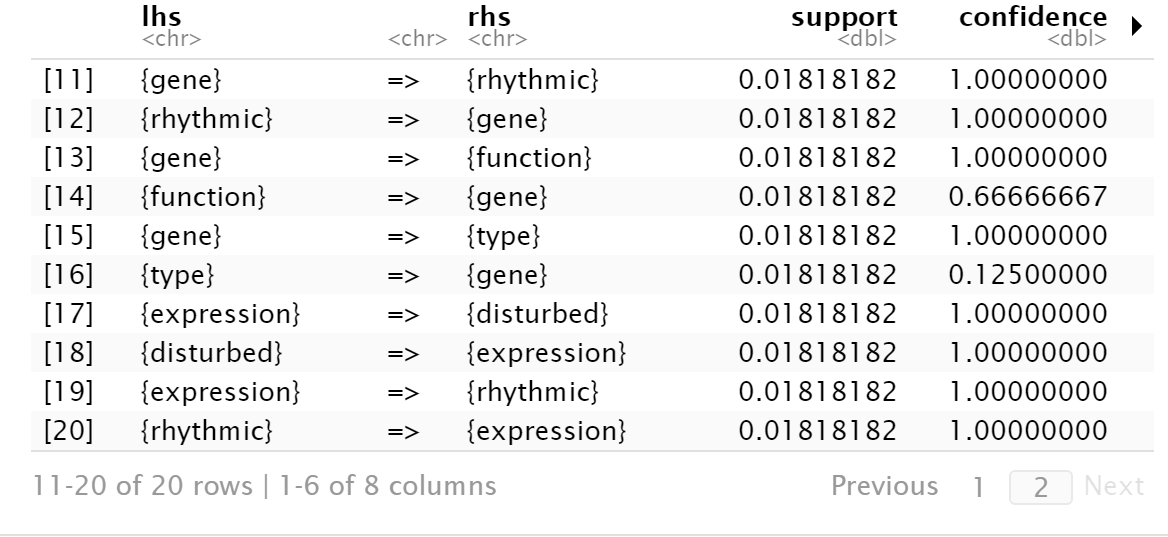 lhs rhs support confidence
<chr> <chr> <chr> <dbl> <dbl>
[11] {gene} => {rhythmic} 0.01818182 1.00000000
[12] {rhythmic} => {gene} 0.01818182 1.00000000
[13] {gene} => {function} 0.01818182 1.00000000
[14] {function} => {gene} 0.01818182 0.66666667
[15] {gene} => {type} 0.01818182 1.00000000
[16] {type} => {gene} 0.01818182 0.12500000
[17] {expression} => {disturbed} 0.01818182 1.00000000
[18] {disturbed} => {expression} 0.01818182 1.00000000
[19] {expression} => {rhythmic} 0.01818182 1.00000000
[20] {rhythmic} => {expression} 0.01818182 1.00000000
11-20 of 20 rows | 1-6 of 8 columns Previous 1 2 Next